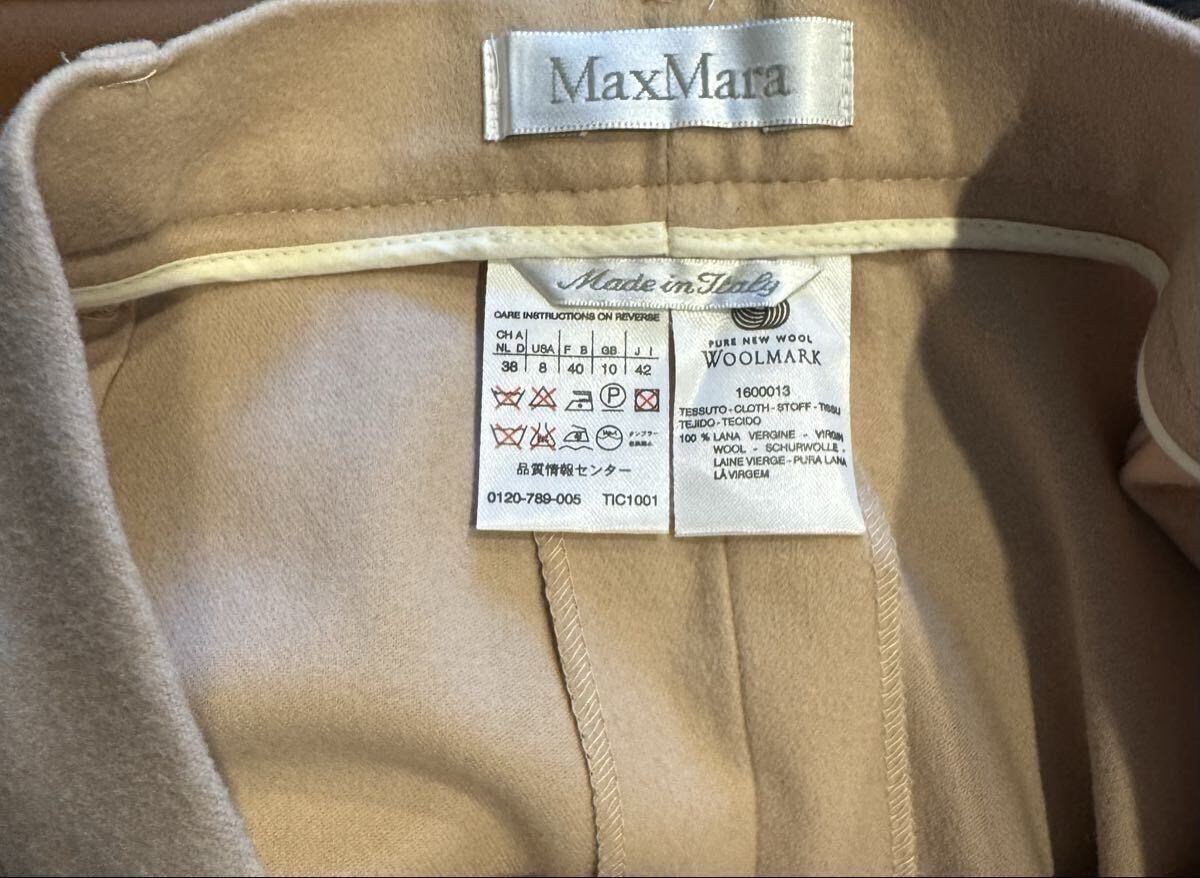 MaxMara
Made in Italy
CARE INSTRUCTIONS ON REVERSE
CH A
NL D USA F B GB J I
38 8 40 10 42
P
品質情報センター
0120-789-005 TIC1001
PURE NEW WOOL
WOOLMARK
1600013
TESSUTO - CLOTH - STOFF - TISSU
TEJIDO - TECIDO
100 % LANA VERGINE - VIRGIN
WOOL - SCHURWOLLE -
LAINE VIERGE - PURA LANA
LÃ VIRGEM